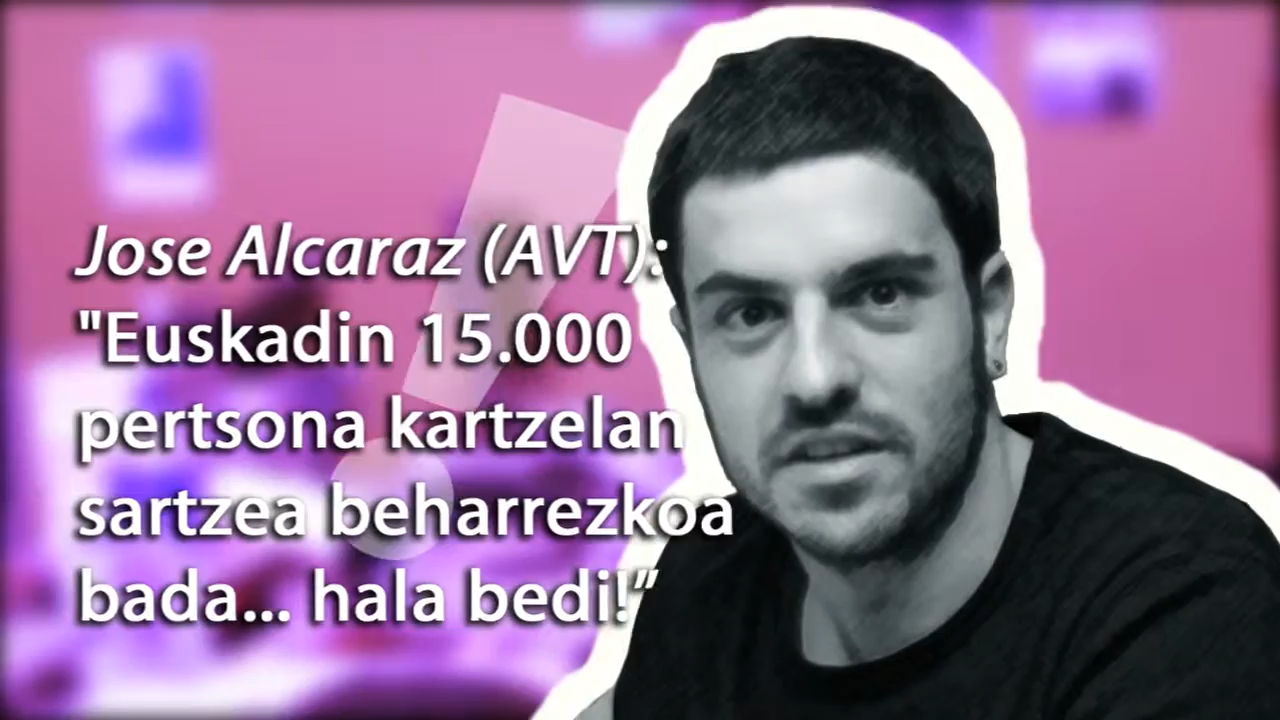 Jose Alcaraz (AVT):
"Euskadin 15.000
pertsona kartzelan
sartzea beharrezkoa
bada... hala bedi!”